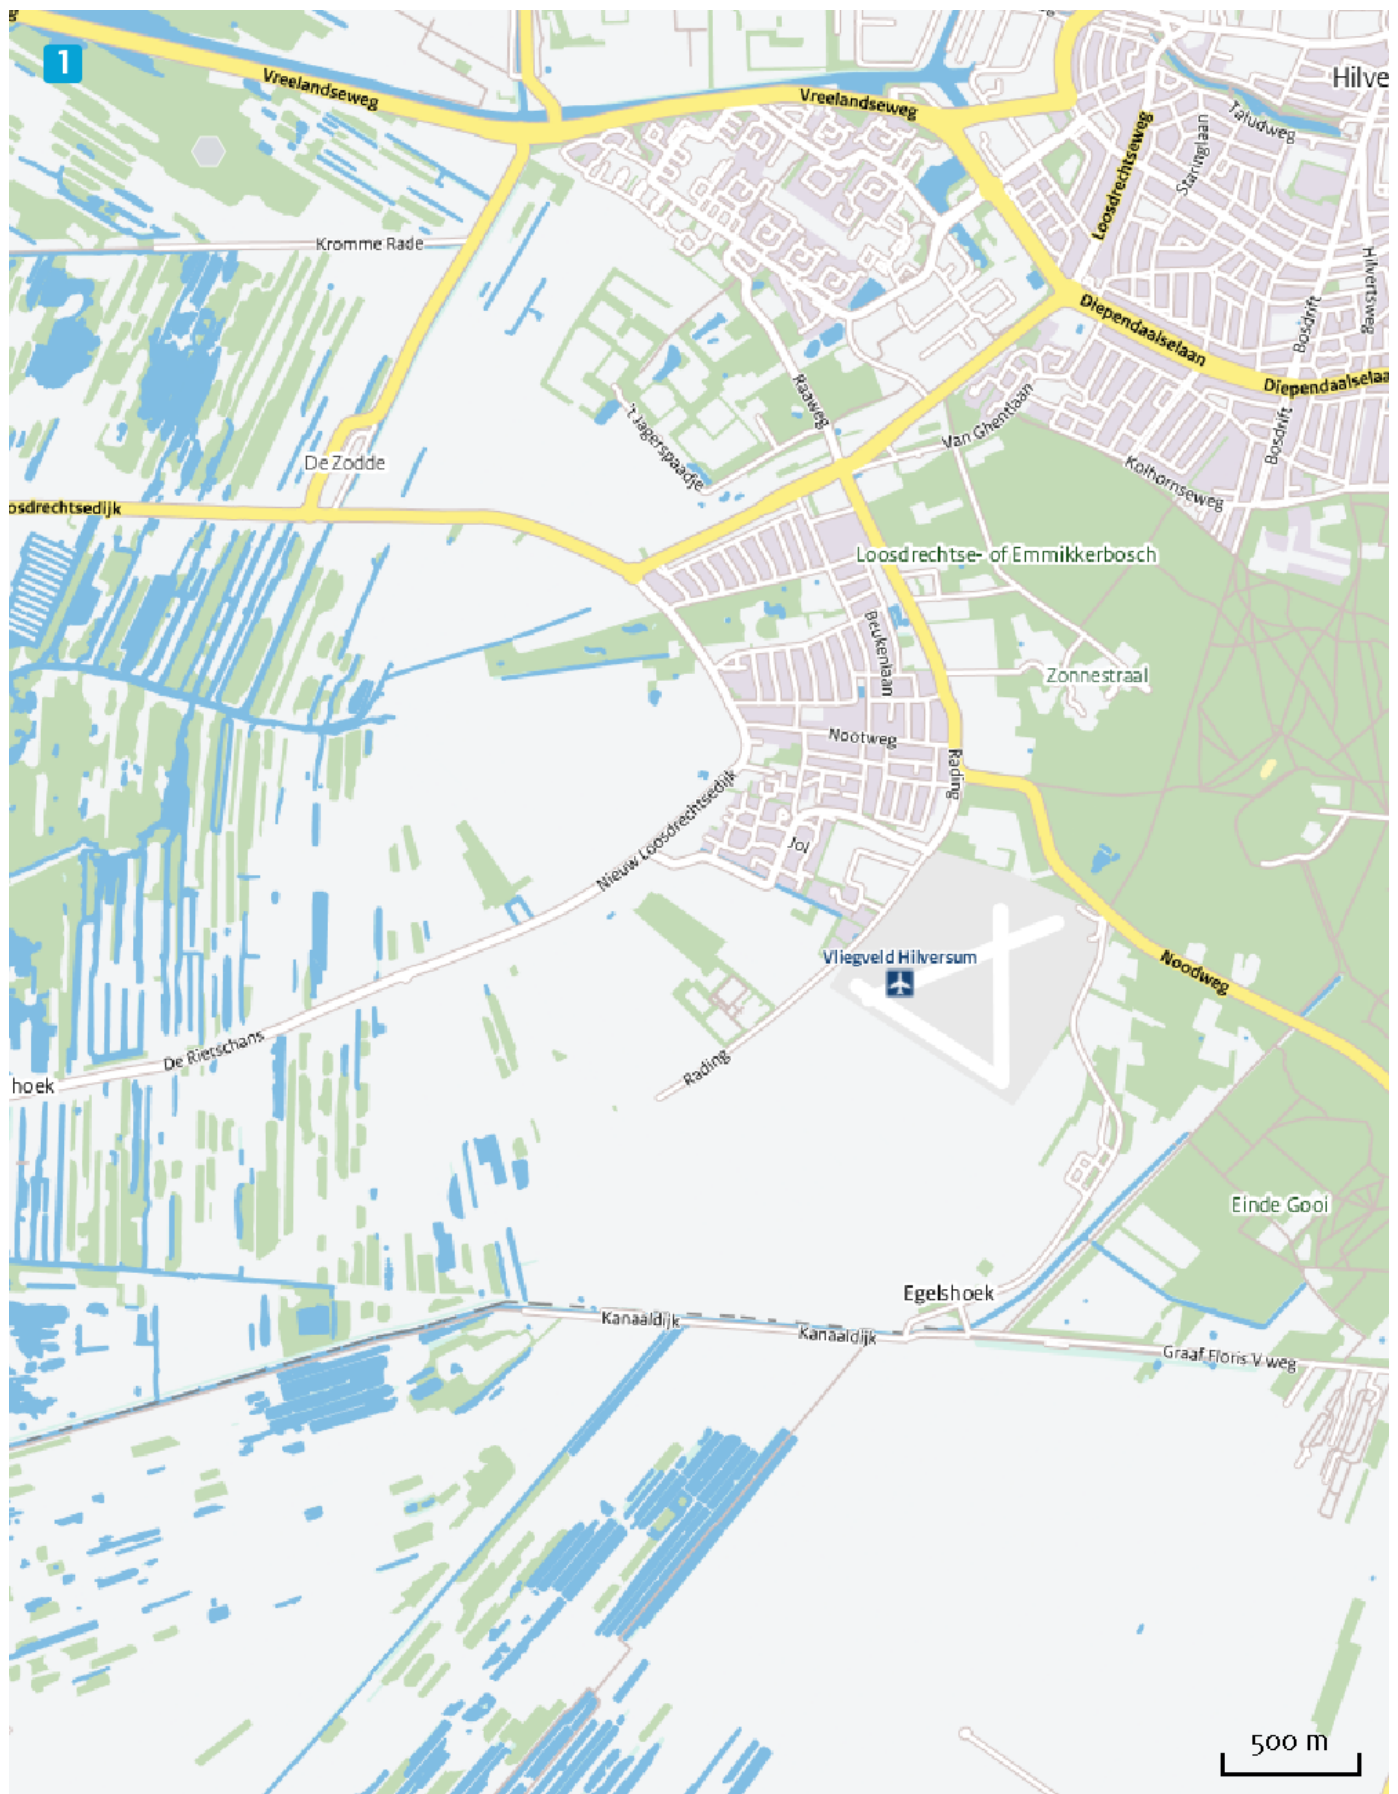 1
Vreelandseweg
Vreelandseweg
Hilve
Taludweg
Staringlaan
Loosdrechtseweg
Kromme Rade
Hilvertsweg
Bosdrift
Diependaalselaan
Diependaalselaa
Raaweg
't Jagerspaadje
Van Ghentlaan
Bosdrift
De Zodde
Kolhornseweg
osdrechtsedijk
Loosdrechtse- of Emmikkerbosch
Beukenlaan
Zonnestraal
Nootweg
Rading
Nieuw Loosdrechtsedijk
Jol
Vliegveld Hilversum
Noodweg
De Rietschans
Rading
hoek
Einde Gooi
Egelshoek
Kanaaldijk
Kanaaldijk
Graaf Floris V weg
500 m